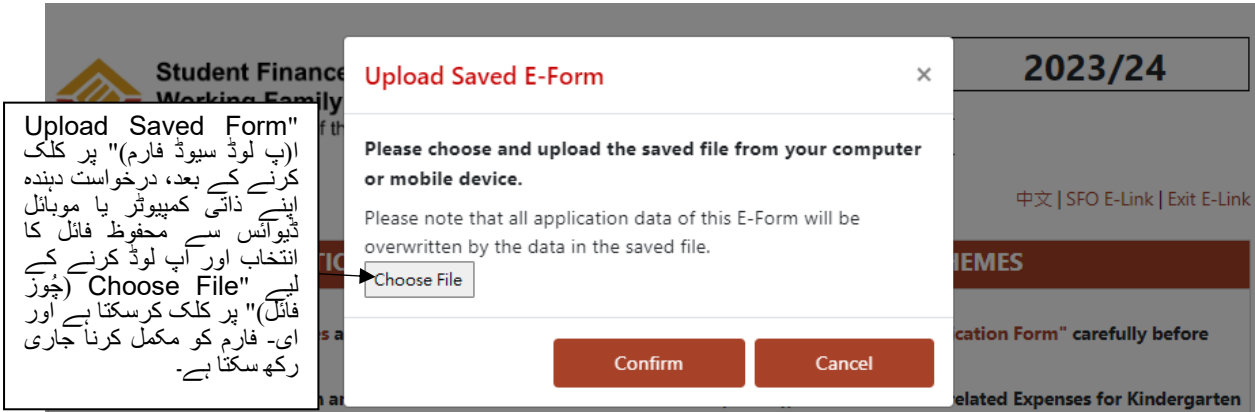 Student Finance
Working Family
f th
2023/24
中文 | SFO E-Link | Exit E-Link
TIC
IEMES
s a
cation Form" carefully before
n ar
elated Expenses for Kindergarten
Upload Saved E-Form
×
Please choose and upload the saved file from your computer
or mobile device.
Please note that all application data of this E-Form will be
overwritten by the data in the saved file.
Choose File
Confirm
Cancel
"Upload Saved Form
(اپ لوڈ سیوڈ فارم)" پر کلک
کرنے کے بعد، درخواست دہندہ
اپنے ذاتی کمپیوٹر یا موبائل
ڈیوائس سے محفوظ فائل کا
انتخاب اور اَپ لوڈ کرنے کے
لیے "Choose File (چُوز
فائل)" پر کلک کرسکتا ہے اور
ای- فارم کو مکمل کرنا جاری
رکھ سکتا ہے۔